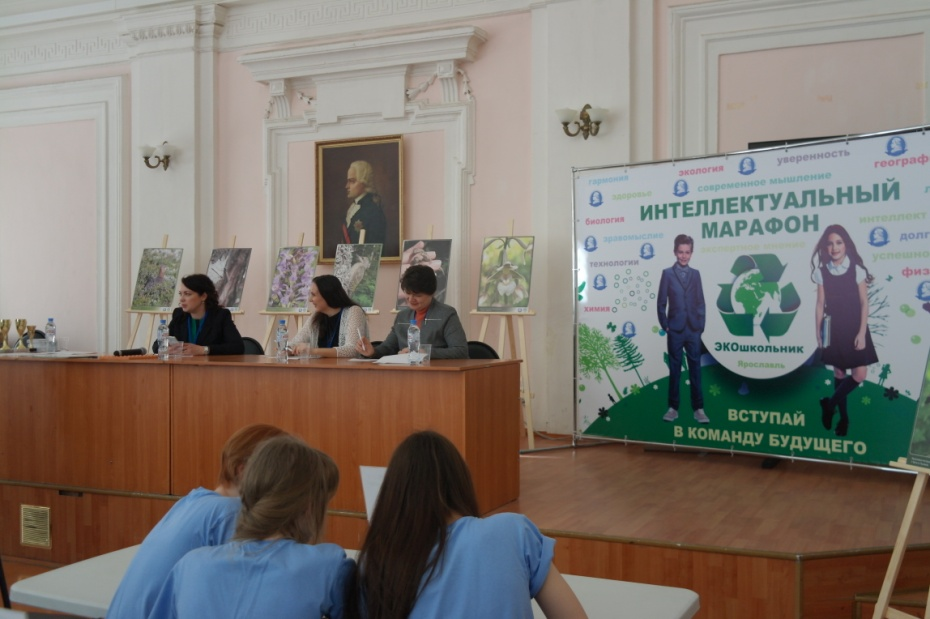 гармония
экология
уверенность
географ
здоровье
современное мышление
биология
ИНТЕЛЛЕКТУАЛЬНЫЙ
МАРАФОН
интеллект
долг
успешно
технологии
физ
химия
ЭКОшкольник
Ярославль
ВСТУПАЙ
В КОМАНДУ БУДУЩЕГО